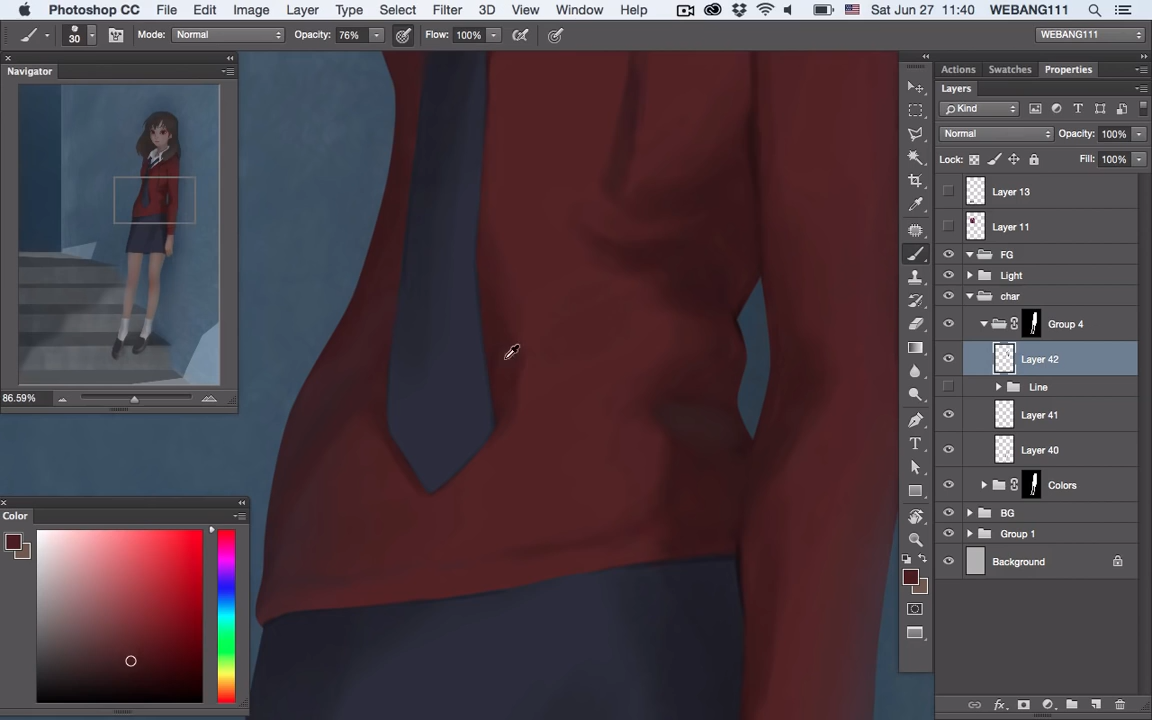 Photoshop CC File Edit Image Layer Type Select Filter 3D View Window Help Sat Jun 27 11:40 WEBANG111
30 Mode: Normal Opacity: 76% Flow: 100% WEBANG111
Navigator
86.59%
Color
Actions Swatches Properties
Layers
Kind
Normal Opacity: 100%
Lock: Fill: 100%
Layer 13
Layer 11
FG
Light
char
Group 4
Layer 42
Line
Layer 41
Layer 40
Colors
BG
Group 1
Background